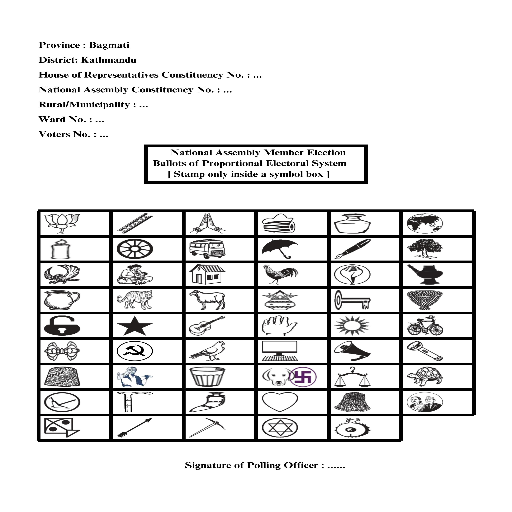 Province : Bagmati
District: Kathmandu
House of Representatives Constituency No. : ...
National Assembly Constituency No. : ...
Rural/Municipality : ...
Ward No. : ...
Voters No. : ...
National Assembly Member Election
Ballots of Proportional Electoral System
[ Stamp only inside a symbol box ]
Signature of Polling Officer : ......